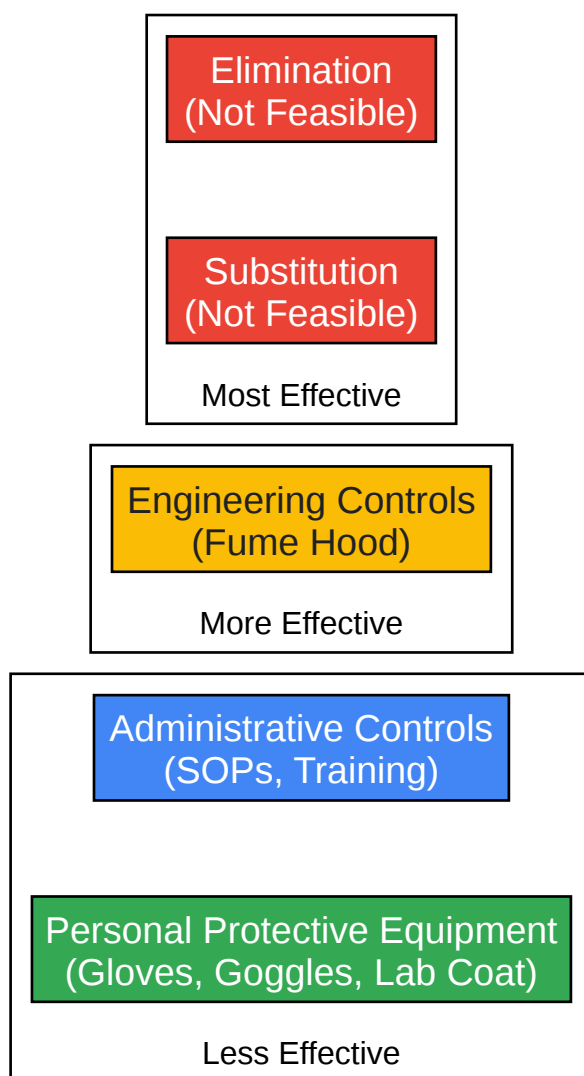 Elimination
(Not Feasible)
Substitution
(Not Feasible)
Most Effective
Engineering Controls
(Fume Hood)
More Effective
Administrative Controls
(SOPs, Training)
Personal Protective Equipment
(Gloves, Goggles, Lab Coat)
Less Effective